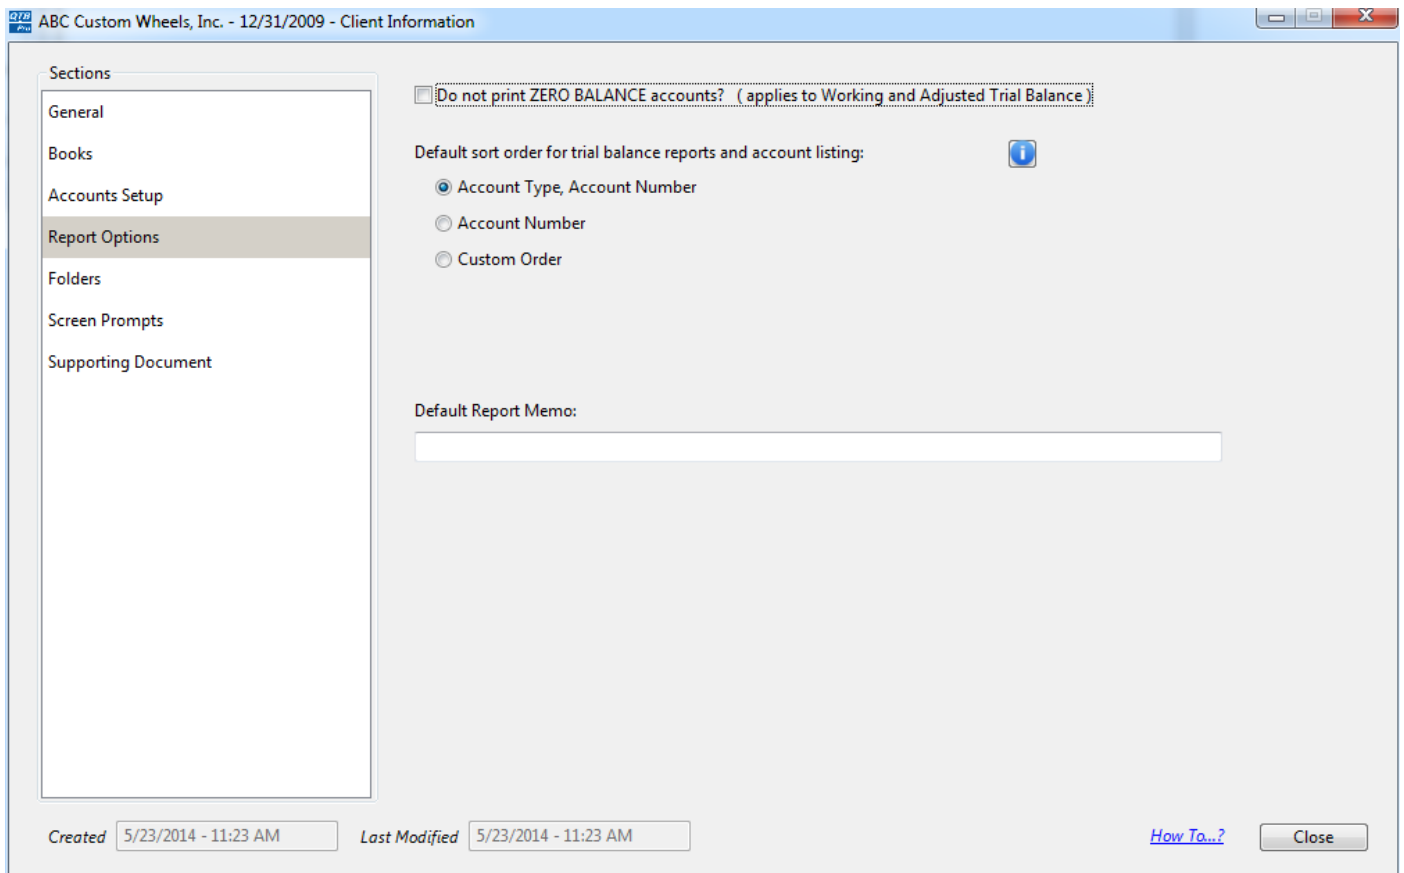 QTB
Pro
ABC Custom Wheels, Inc. - 12/31/2009 - Client Information
Sections
General
Books
Accounts Setup
Report Options
Folders
Screen Prompts
Supporting Document
Do not print ZERO BALANCE accounts? ( applies to Working and Adjusted Trial Balance )
Default sort order for trial balance reports and account listing:
i
Account Type, Account Number
Account Number
Custom Order
Default Report Memo:
Created 5/23/2014 - 11:23 AM Last Modified 5/23/2014 - 11:23 AM How To...? Close